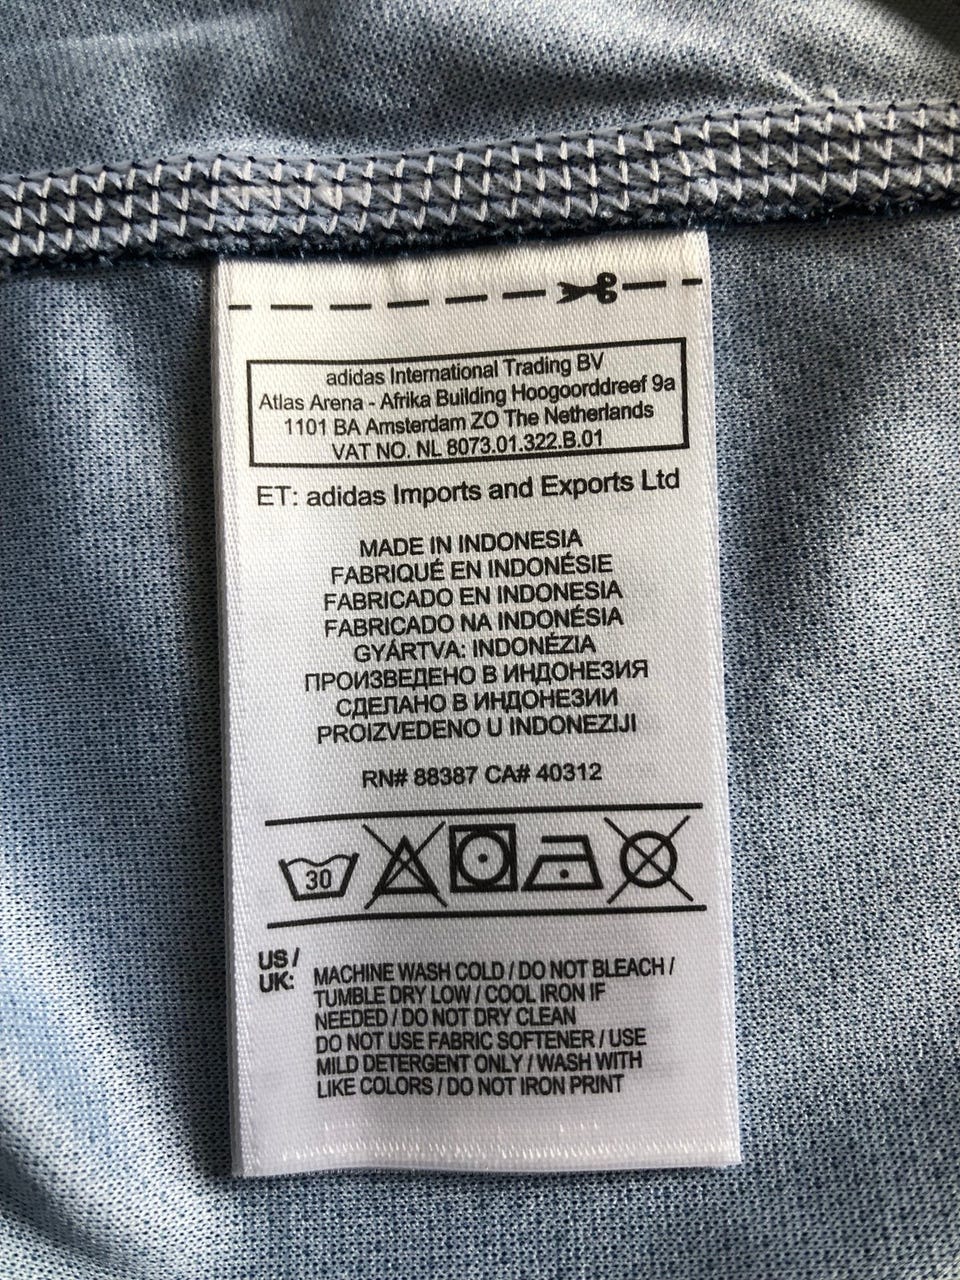 adidas International Trading BV
Atlas Arena - Afrika Building Hoogoorddreef 9a
1101 BA Amsterdam ZO The Netherlands
VAT NO. NL 8073.01.322.B.01
ET: adidas Imports and Exports Ltd
MADE IN INDONESIA
FABRIQUÉ EN INDONÉSIE
FABRICADO EN INDONESIA
FABRICADO NA INDONÉSIA
GYÁRTVA: INDONÉZIA
ПРОИЗВЕДЕНО В ИНДОНЕЗИЯ
СДЕЛАНО В ИНДОНЕЗИИ
PROIZVEDENO U INDONEZIJI
RN# 88387 CA# 40312
30
US /
UK:
MACHINE WASH COLD / DO NOT BLEACH /
TUMBLE DRY LOW / COOL IRON IF
NEEDED / DO NOT DRY CLEAN
DO NOT USE FABRIC SOFTENER / USE
MILD DETERGENT ONLY / WASH WITH
LIKE COLORS / DO NOT IRON PRINT